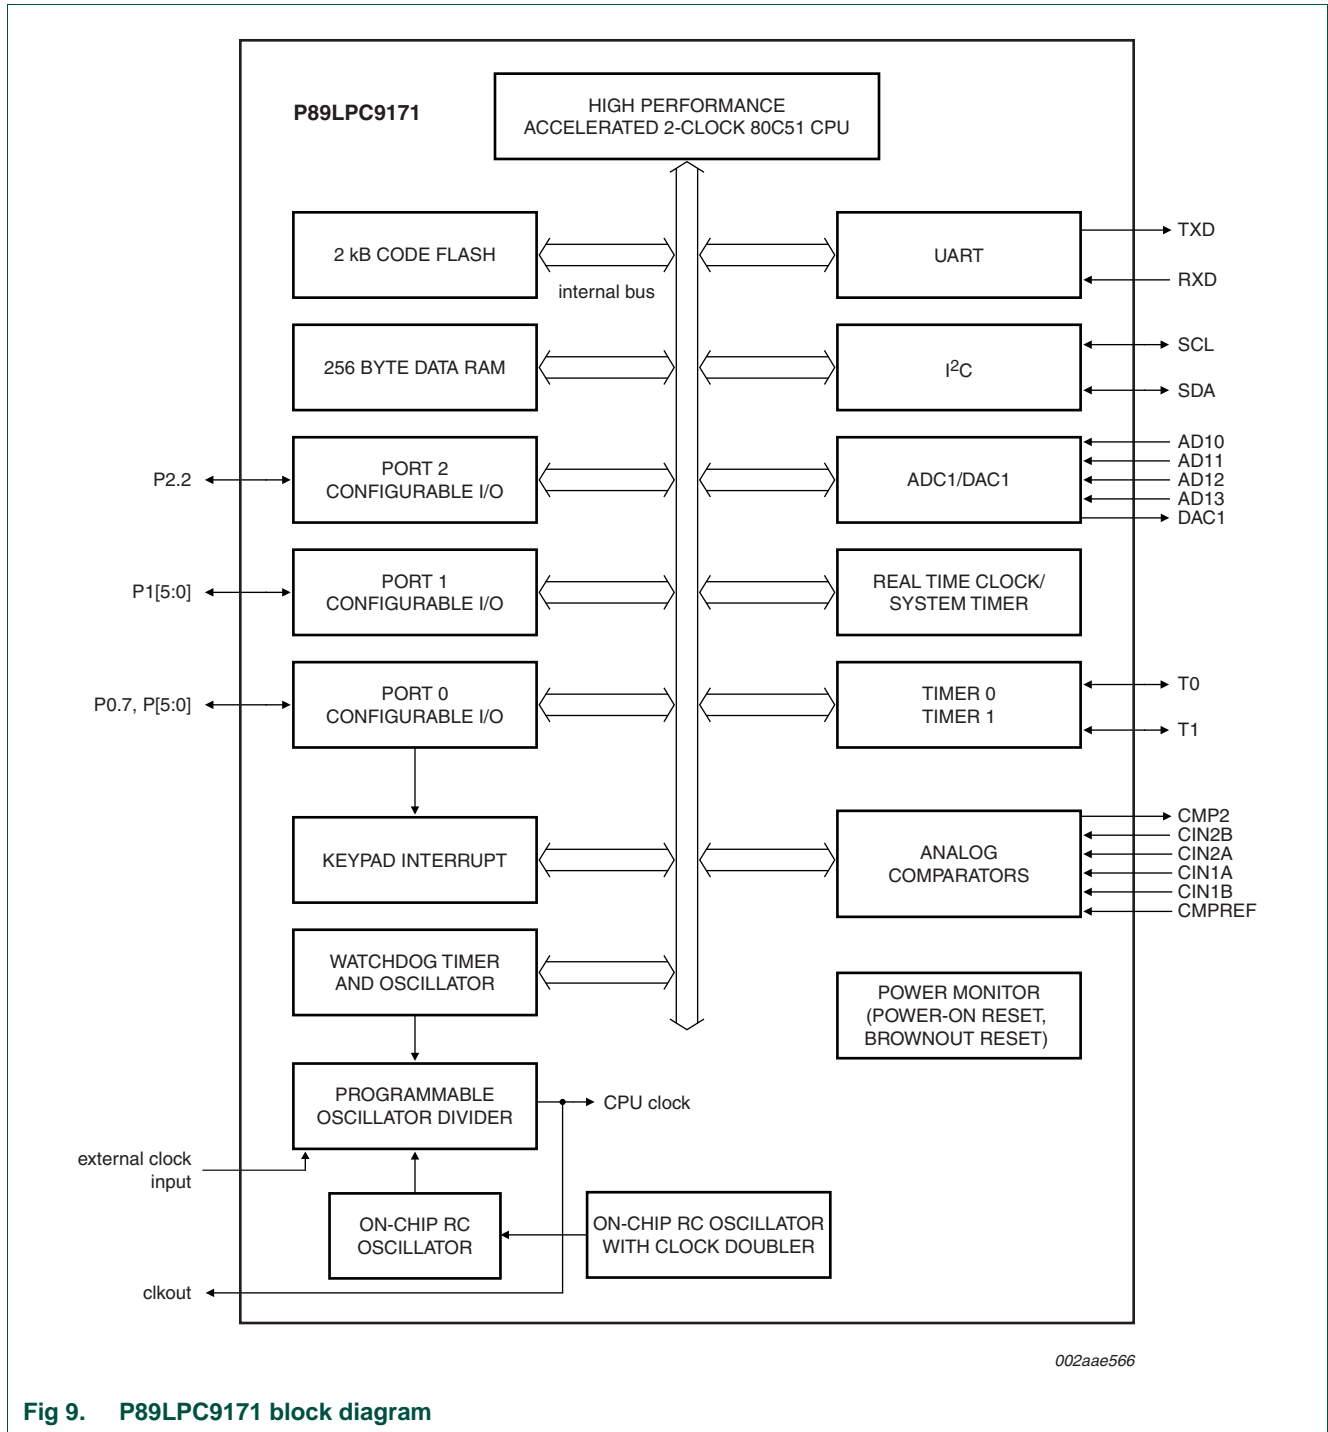 P89LPC9171
HIGH PERFORMANCE
ACCELERATED 2-CLOCK 80C51 CPU
2 kB CODE FLASH
internal bus
UART
TXD
RXD
256 BYTE DATA RAM
I²C
SCL
SDA
P2.2
PORT 2
CONFIGURABLE I/O
ADC1/DAC1
AD10
AD11
AD12
AD13
DAC1
P1[5:0]
PORT 1
CONFIGURABLE I/O
REAL TIME CLOCK/
SYSTEM TIMER
P0.7, P[5:0]
PORT 0
CONFIGURABLE I/O
TIMER 0
TIMER 1
T0
T1
KEYPAD INTERRUPT
ANALOG
COMPARATORS
CMP2
CIN2B
CIN2A
CIN1A
CIN1B
CMPREF
WATCHDOG TIMER
AND OSCILLATOR
POWER MONITOR
(POWER-ON RESET,
BROWNOUT RESET)
PROGRAMMABLE
OSCILLATOR DIVIDER
CPU clock
external clock
input
ON-CHIP RC
OSCILLATOR
ON-CHIP RC OSCILLATOR
WITH CLOCK DOUBLER
clkout
002aae566
Fig 9. P89LPC9171 block diagram